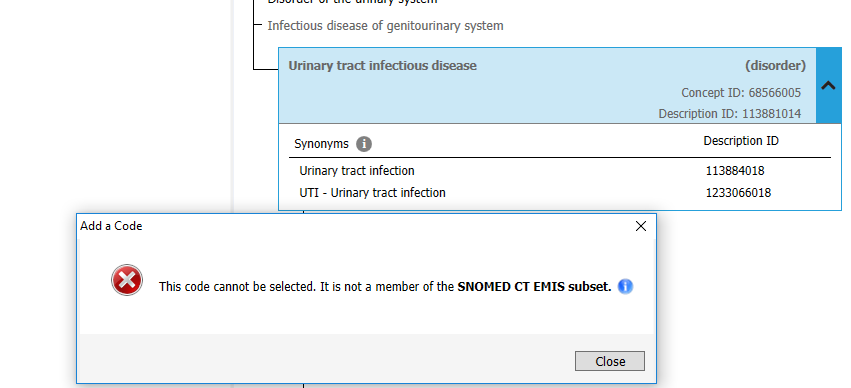 Disorder of the urinary system
Infectious disease of genitourinary system
Urinary tract infectious disease (disorder)
Concept ID: 68566005
Description ID: 113881014
Synonyms i Description ID
Urinary tract infection 113884018
UTI - Urinary tract infection 1233066018
Add a Code
This code cannot be selected. It is not a member of the SNOMED CT EMIS subset. i
Close